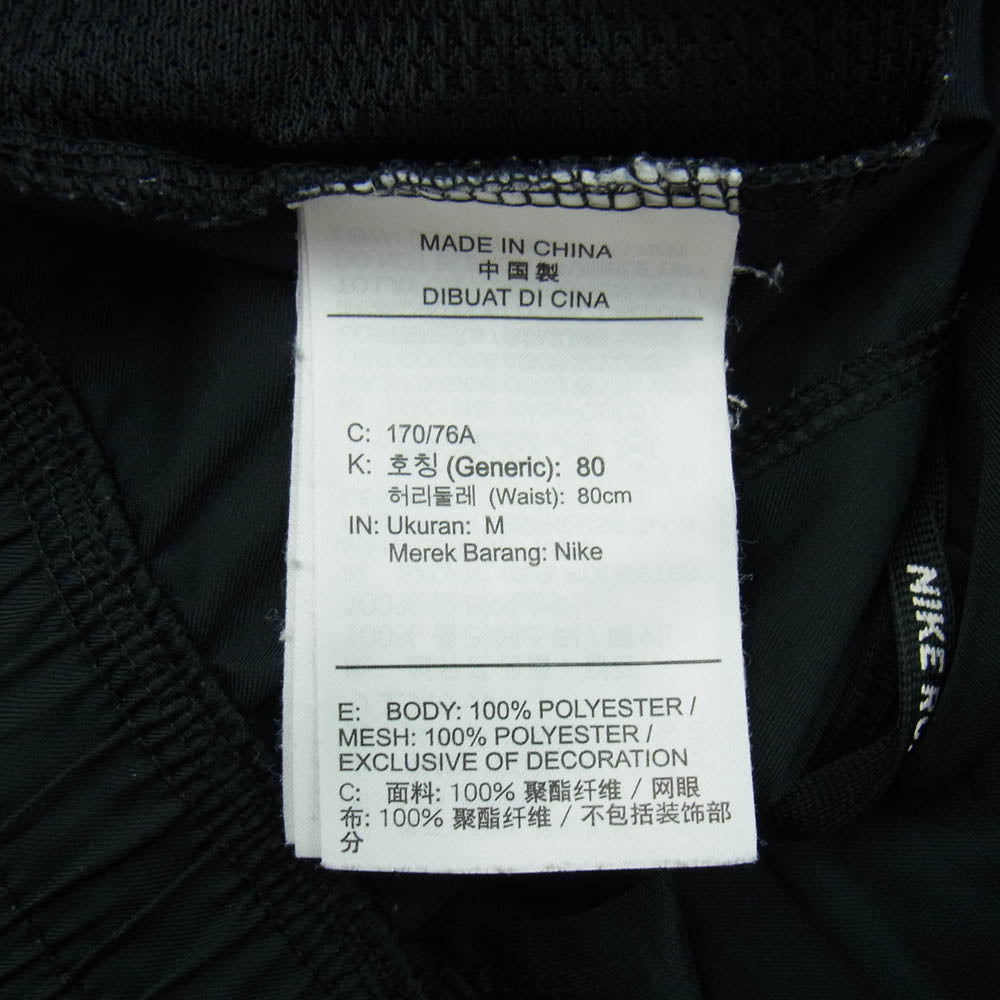 MADE IN CHINA
中国製
DIBUAT DI CINA
C: 170/76A
K: 호칭 (Generic): 80
허리둘레 (Waist): 80cm
IN: Ukuran: M
Merek Barang: Nike
E: BODY: 100% POLYESTER /
MESH: 100% POLYESTER /
EXCLUSIVE OF DECORATION
C: 面料: 100% 聚酯纤维 / 网眼
布: 100% 聚酯纤维 / 不包括装饰部
分
NIKE